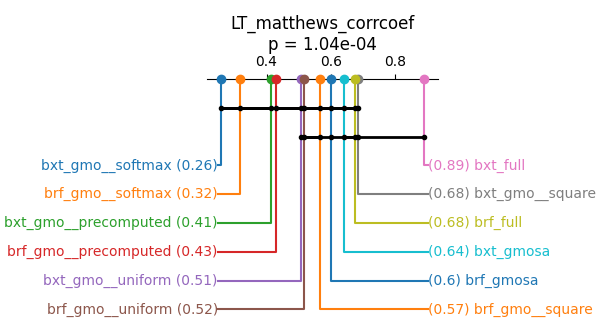 LT_matthews_corrcoef
p = 1.04e-04
0.4 0.6 0.8
bxt_gmo__softmax (0.26) (0.89) bxt_full
brf_gmo__softmax (0.32) (0.68) bxt_gmo__square
bxt_gmo__precomputed (0.41) (0.68) brf_full
brf_gmo__precomputed (0.43) (0.64) bxt_gmosa
bxt_gmo__uniform (0.51) (0.6) brf_gmosa
brf_gmo__uniform (0.52) (0.57) brf_gmo__square